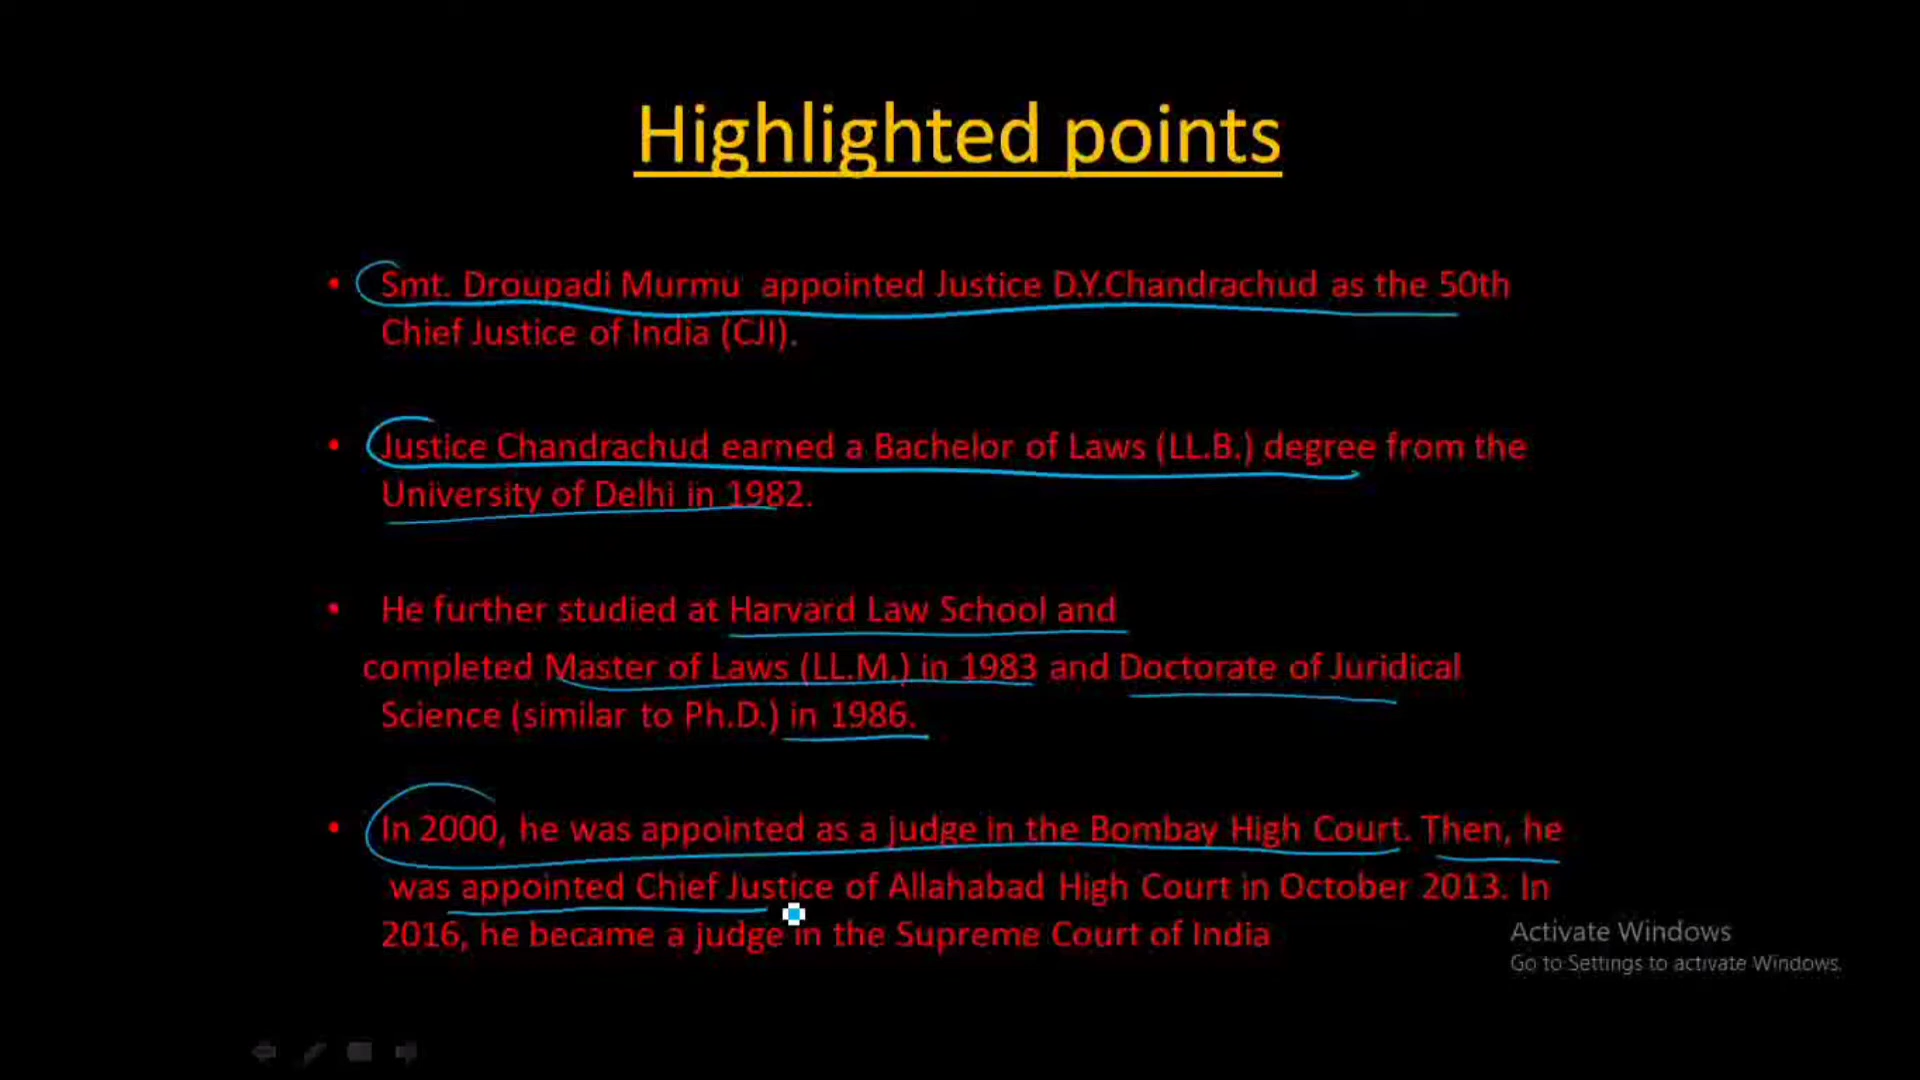 Highlighted points
• Smt. Droupadi Murmu appointed Justice D.Y.Chandrachud as the 50th
Chief Justice of India (CJI).
• Justice Chandrachud earned a Bachelor of Laws (LL.B.) degree from the
University of Delhi in 1982.
• He further studied at Harvard Law School and
completed Master of Laws (LL.M.) in 1983 and Doctorate of Juridical
Science (similar to Ph.D.) in 1986.
• In 2000, he was appointed as a judge in the Bombay High Court. Then, he
was appointed Chief Justice of Allahabad High Court in October 2013. In
2016, he became a judge in the Supreme Court of India
Activate Windows
Go to Settings to activate Windows.